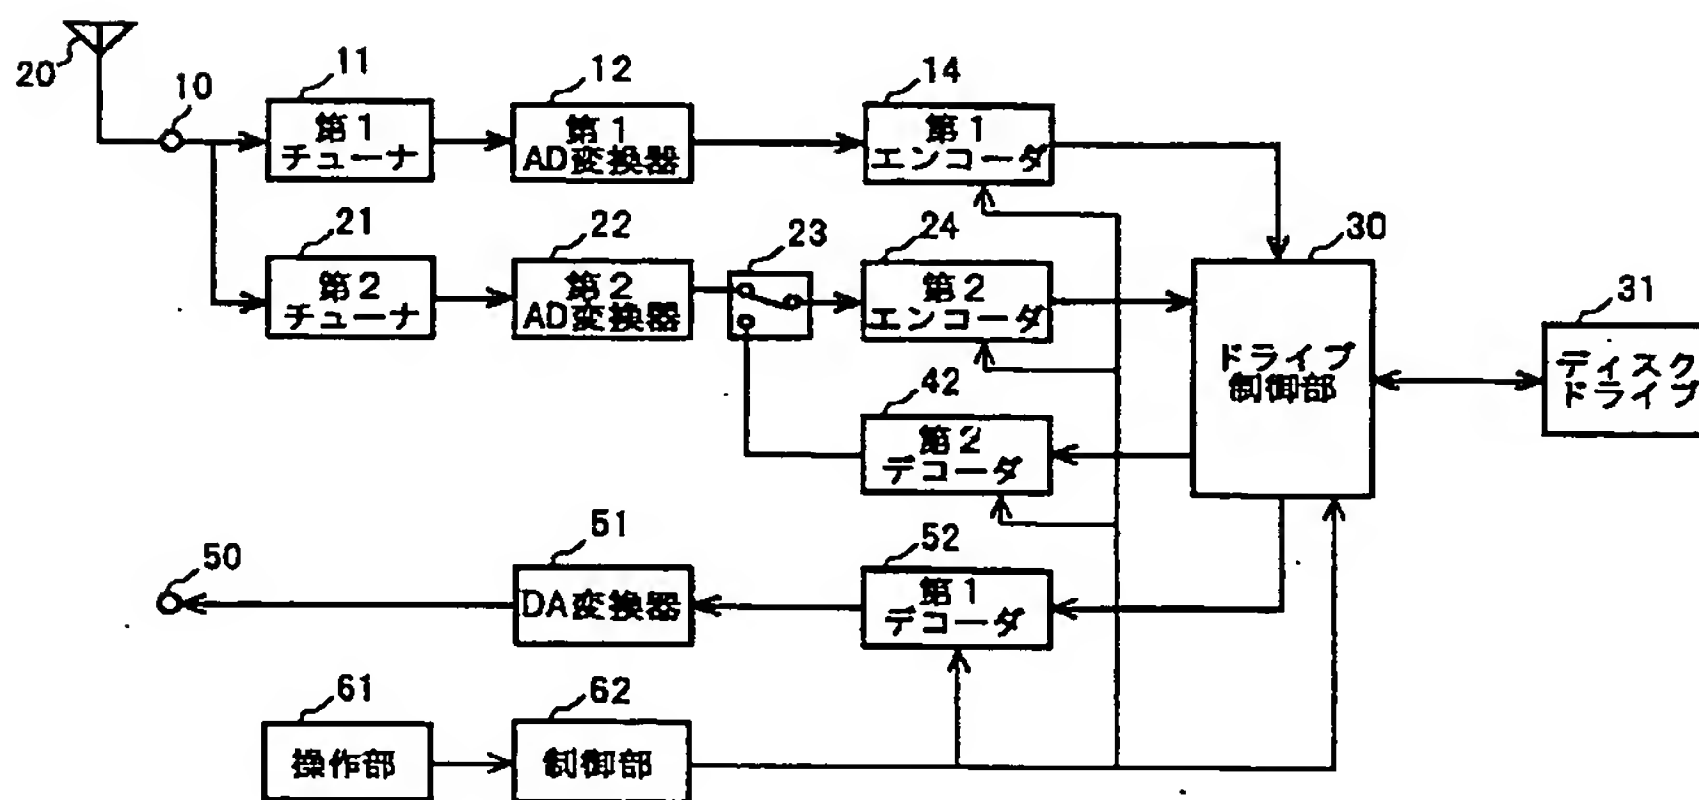 20
10
11
第1
チューナ
12
第1
AD変換器
14
第1
エンコーダ
21
第2
チューナ
22
第2
AD変換器
23
24
第2
エンコーダ
30
ドライブ
制御部
31
ディスク
ドライブ
42
第2
デコーダ
50
51
DA変換器
52
第1
デコーダ
61
操作部
62
制御部